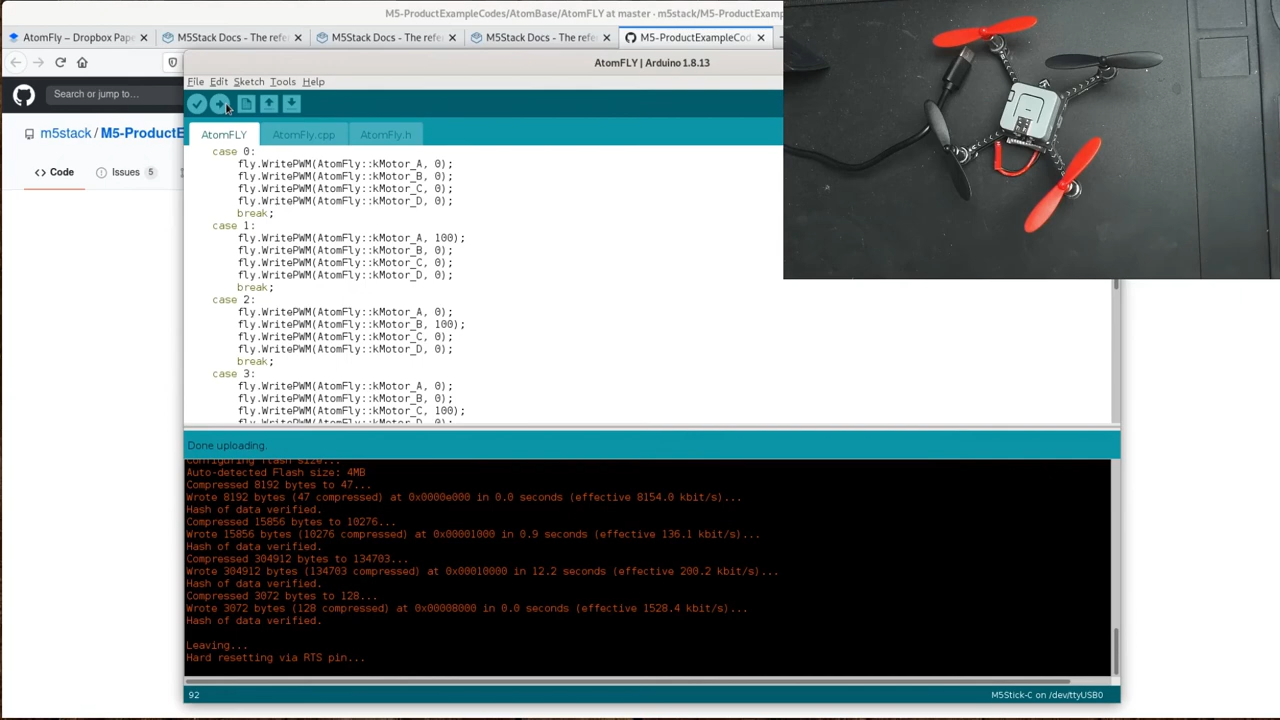 M5-ProductExampleCodes/AtomBase/AtomFLY at master · m5stack/M5-ProductExamp
AtomFly – Dropbox Pape
M5Stack Docs - The refe
M5Stack Docs - The refe
M5Stack Docs - The refe
M5-ProductExampleCod
AtomFLY | Arduino 1.8.13
File Edit Sketch Tools Help
Search or jump to...
m5stack / M5-ProductE
Code
Issues 5
AtomFLY
AtomFly.cpp
AtomFly.h
case 0:
fly.WritePWM(AtomFly::kMotor_A, 0);
fly.WritePWM(AtomFly::kMotor_B, 0);
fly.WritePWM(AtomFly::kMotor_C, 0);
fly.WritePWM(AtomFly::kMotor_D, 0);
break;
case 1:
fly.WritePWM(AtomFly::kMotor_A, 100);
fly.WritePWM(AtomFly::kMotor_B, 0);
fly.WritePWM(AtomFly::kMotor_C, 0);
fly.WritePWM(AtomFly::kMotor_D, 0);
break;
case 2:
fly.WritePWM(AtomFly::kMotor_A, 0);
fly.WritePWM(AtomFly::kMotor_B, 100);
fly.WritePWM(AtomFly::kMotor_C, 0);
fly.WritePWM(AtomFly::kMotor_D, 0);
break;
case 3:
fly.WritePWM(AtomFly::kMotor_A, 0);
fly.WritePWM(AtomFly::kMotor_B, 0);
fly.WritePWM(AtomFly::kMotor_C, 100);
fly.WritePWM(AtomFly::kMotor_D, 0);
Done uploading.
Configuring flash size...
Auto-detected Flash size: 4MB
Compressed 8192 bytes to 47...
Wrote 8192 bytes (47 compressed) at 0x0000e000 in 0.0 seconds (effective 8154.0 kbit/s)...
Hash of data verified.
Compressed 15856 bytes to 10276...
Wrote 15856 bytes (10276 compressed) at 0x00001000 in 0.9 seconds (effective 136.1 kbit/s)...
Hash of data verified.
Compressed 304912 bytes to 134703...
Wrote 304912 bytes (134703 compressed) at 0x00010000 in 12.2 seconds (effective 200.2 kbit/s)...
Hash of data verified.
Compressed 3072 bytes to 128...
Wrote 3072 bytes (128 compressed) at 0x00008000 in 0.0 seconds (effective 1528.4 kbit/s)...
Hash of data verified.
Leaving...
Hard resetting via RTS pin...
92
M5Stick-C on /dev/ttyUSB0